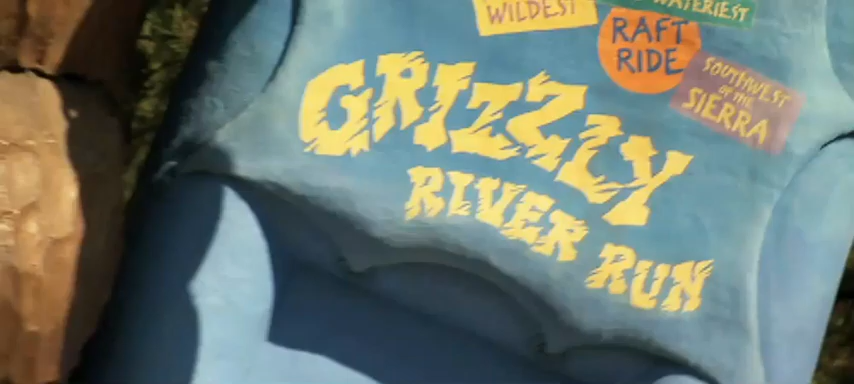 WILDEST
WATERIEST
RAFT
RIDE
SOUTHWEST
OF THE
SIERRA
GRIZZLY
RIVER RUN